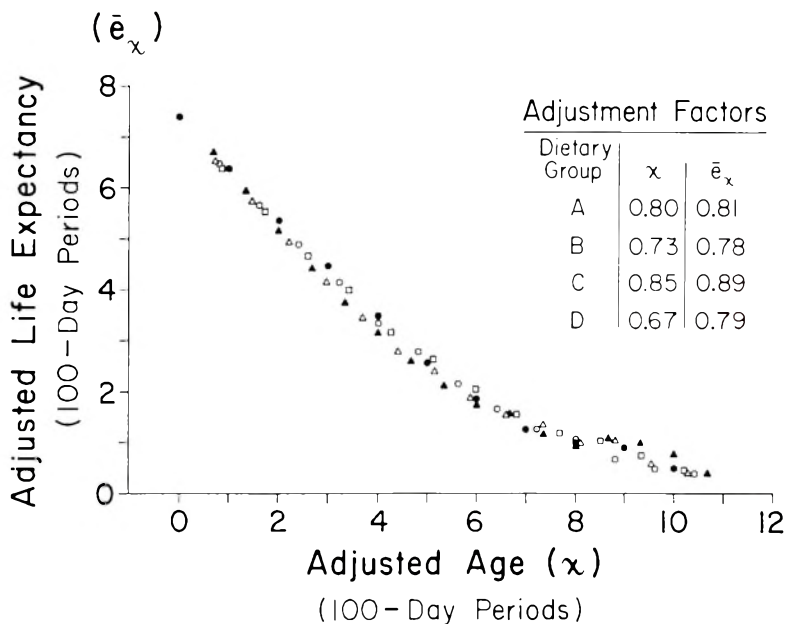 (ē_χ)
Adjusted Life Expectancy
(100-Day Periods)
8
6
4
2
0
0 2 4 6 8 10 12
Adjusted Age (χ)
(100-Day Periods)
Adjustment Factors
Dietary
Group χ ē_χ
A 0.80 0.81
B 0.73 0.78
C 0.85 0.89
D 0.67 0.79